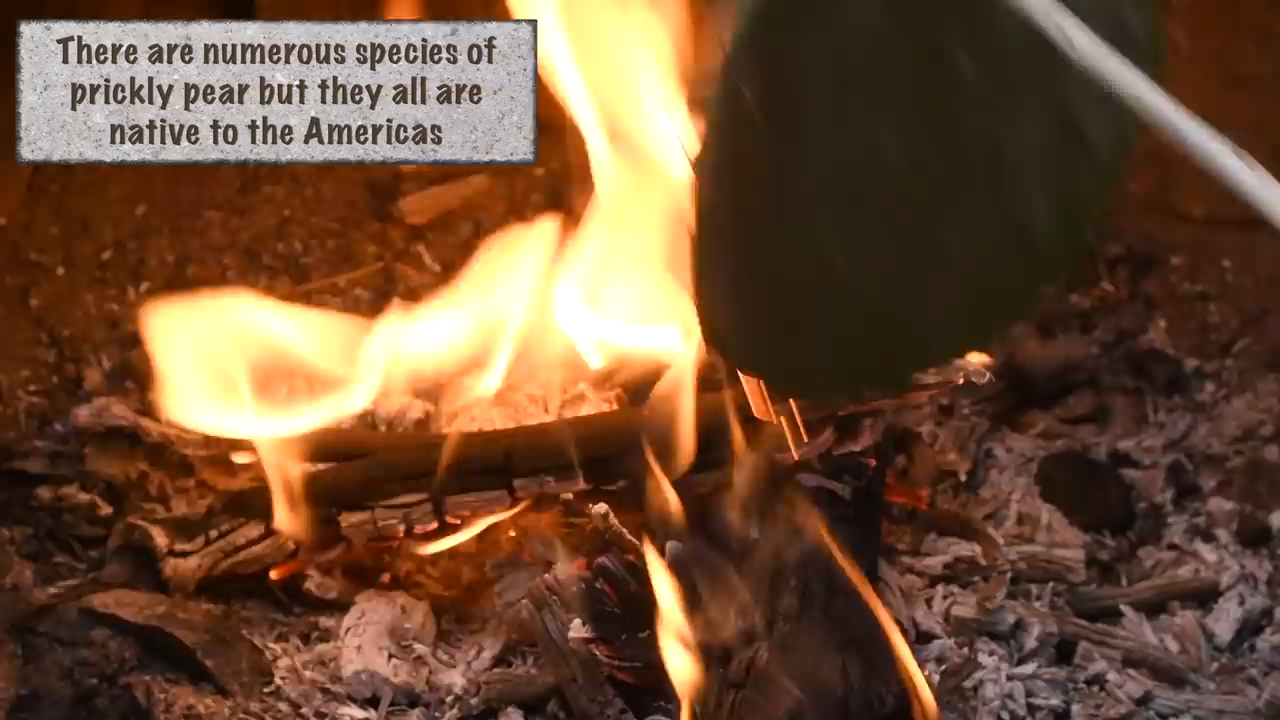 There are numerous species of
prickly pear but they all are
native to the Americas